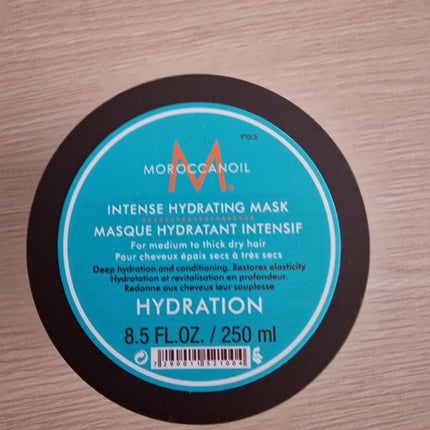 כס"ד
M
MOROCCANOIL
INTENSE HYDRATING MASK
MASQUE HYDRATANT INTENSIF
For medium to thick dry hair
Pour cheveux épais secs à très secs
Deep hydration and conditioning. Restores elasticity
Hydratation et revitalisation en profondeur.
Redonne aux cheveux leur souplesse
HYDRATION
8.5 FL.OZ. / 250 ml
7290011521004